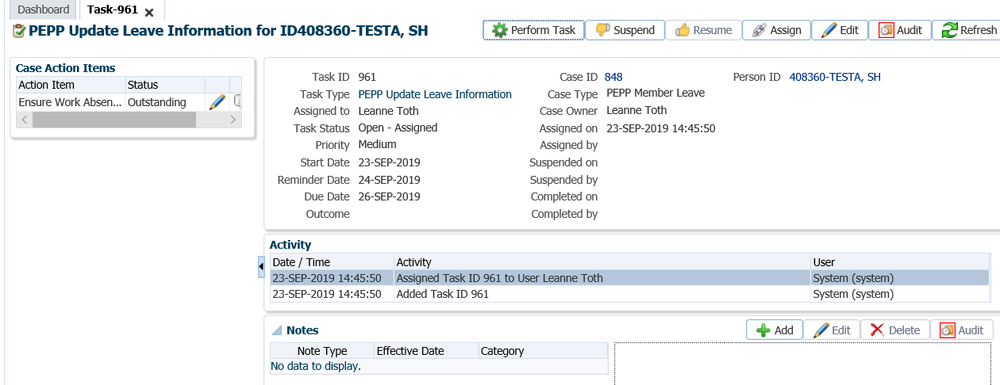 Dashboard Task-961
PEPP Update Leave Information for ID408360-TESTA, SH Perform Task Suspend Resume Assign Edit Audit Refresh
Case Action Items
Action Item Status
Ensure Work Absen... Outstanding
Task ID 961 Case ID 848 Person ID 408360-TESTA, SH
Task Type PEPP Update Leave Information Case Type PEPP Member Leave
Assigned to Leanne Toth Case Owner Leanne Toth
Task Status Open - Assigned Assigned on 23-SEP-2019 14:45:50
Priority Medium Assigned by
Start Date 23-SEP-2019 Suspended on
Reminder Date 24-SEP-2019 Suspended by
Due Date 26-SEP-2019 Completed on
Outcome Completed by
Activity
Date / Time Activity User
23-SEP-2019 14:45:50 Assigned Task ID 961 to User Leanne Toth System (system)
23-SEP-2019 14:45:50 Added Task ID 961 System (system)
Notes Add Edit Delete Audit
Note Type Effective Date Category
No data to display.